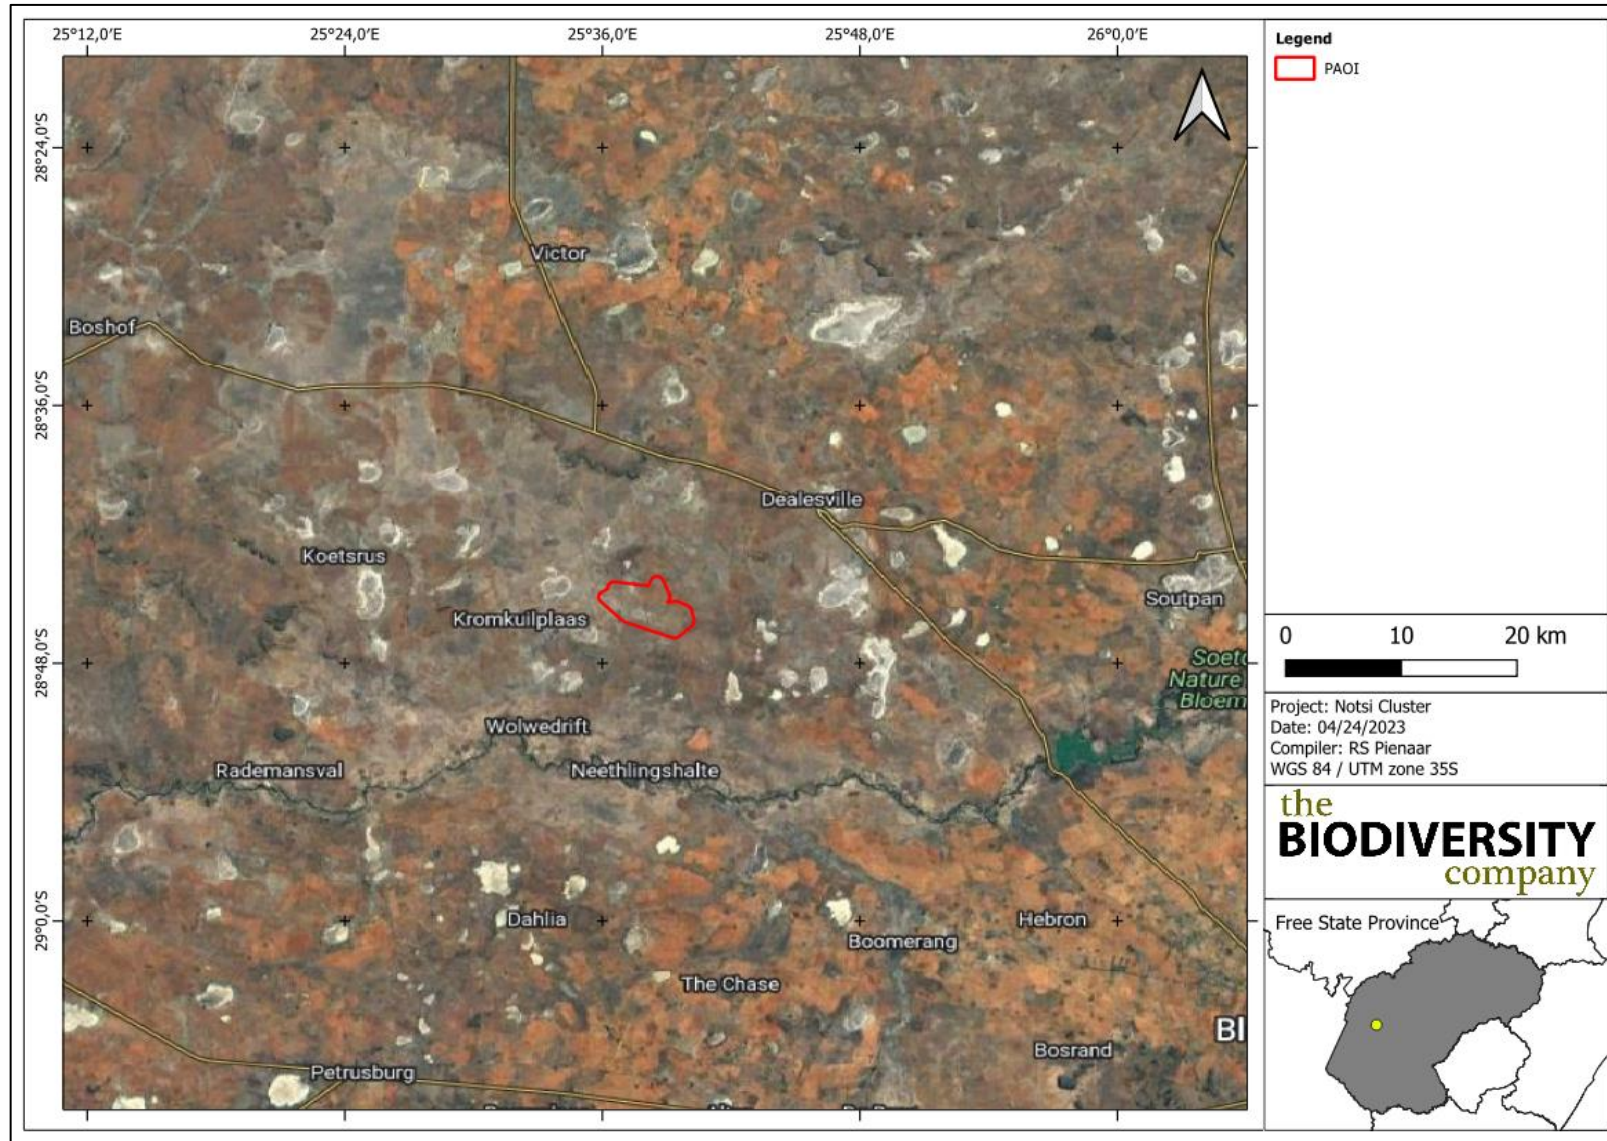 25°12,0'E 25°24,0'E 25°36,0'E 25°48,0'E 26°0,0'E
28°24,0'S
28°36,0'S
28°48,0'S
29°0,0'S
Victor
Boshof
Dealesville
Koetsrus
Kromkuilplaas
Soutpan
Nature
Wolwedrift
Rademansval
Neethlingshalte
Dahlia
Hebron
Boomerang
The Chase
Bosrand
Petrusburg
Legend
PAOI
0 10 20 km
Project: Notsi Cluster
Date: 04/24/2023
Compiler: RS Pienaar
WGS 84 / UTM zone 35S
the
BIODIVERSITY
company
Free State Province